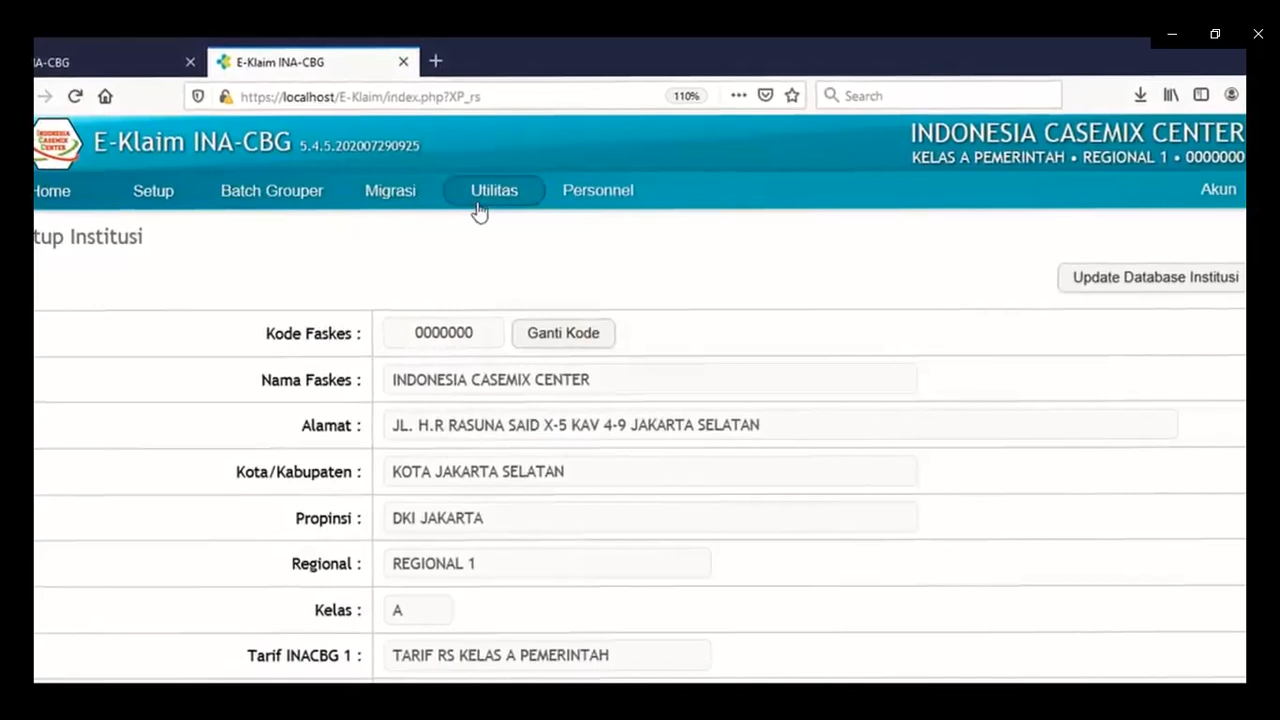 A-CBG
E-Klaim INA-CBG
https://localhost/E-Klaim/index.php?XP_rs
110%
Search
INDONESIA CASEMIX CENTER
E-Klaim INA-CBG 5.4.5.202007290925
INDONESIA CASEMIX CENTER
KELAS A PEMERINTAH • REGIONAL 1 • 0000000
Home Setup Batch Grouper Migrasi Utilitas Personnel Akun
tup Institusi
Update Database Institusi
Kode Faskes : 0000000 Ganti Kode
Nama Faskes : INDONESIA CASEMIX CENTER
Alamat : JL. H.R RASUNA SAID X-5 KAV 4-9 JAKARTA SELATAN
Kota/Kabupaten : KOTA JAKARTA SELATAN
Propinsi : DKI JAKARTA
Regional : REGIONAL 1
Kelas : A
Tarif INACBG 1 : TARIF RS KELAS A PEMERINTAH